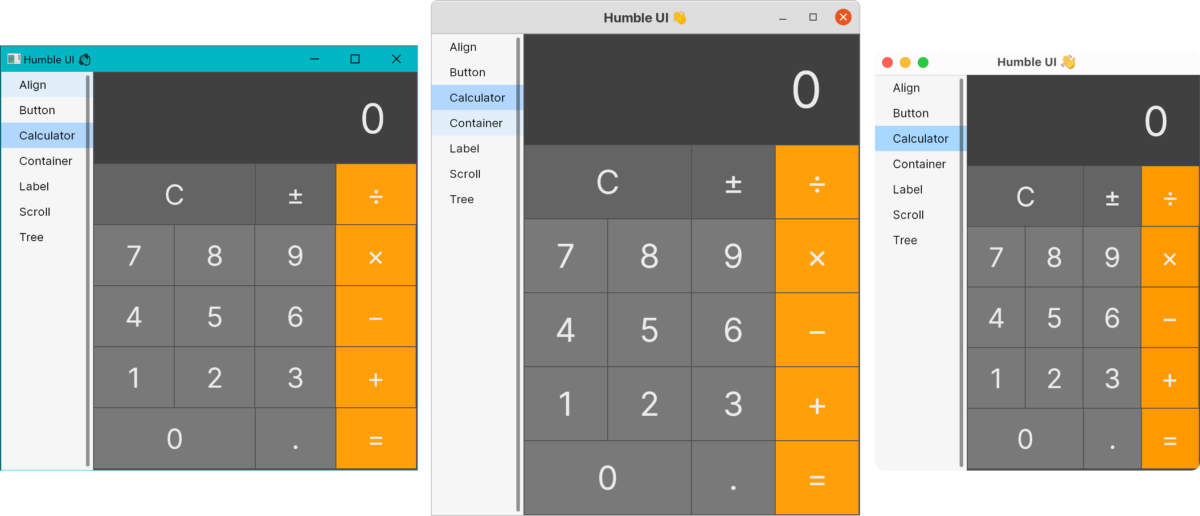 Humble UI
Align
Button
Calculator
Container
Label
Scroll
Tree
0
C ± ÷
7 8 9 ×
4 5 6 −
1 2 3 +
0 . =
Humble UI 👋
Align
Button
Calculator
Container
Label
Scroll
Tree
0
C ± ÷
7 8 9 ×
4 5 6 −
1 2 3 +
0 . =
Humble UI 👋
Align
Button
Calculator
Container
Label
Scroll
Tree
0
C ± ÷
7 8 9 ×
4 5 6 −
1 2 3 +
0 . =